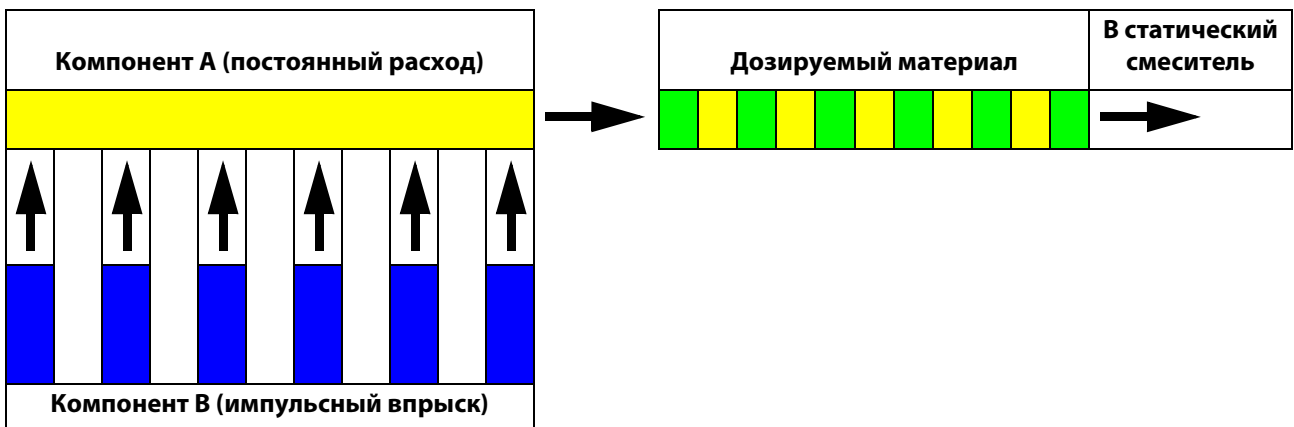 Компонент A (постоянный расход)
Дозируемый материал
В статический
смеситель
Компонент B (импульсный впрыск)